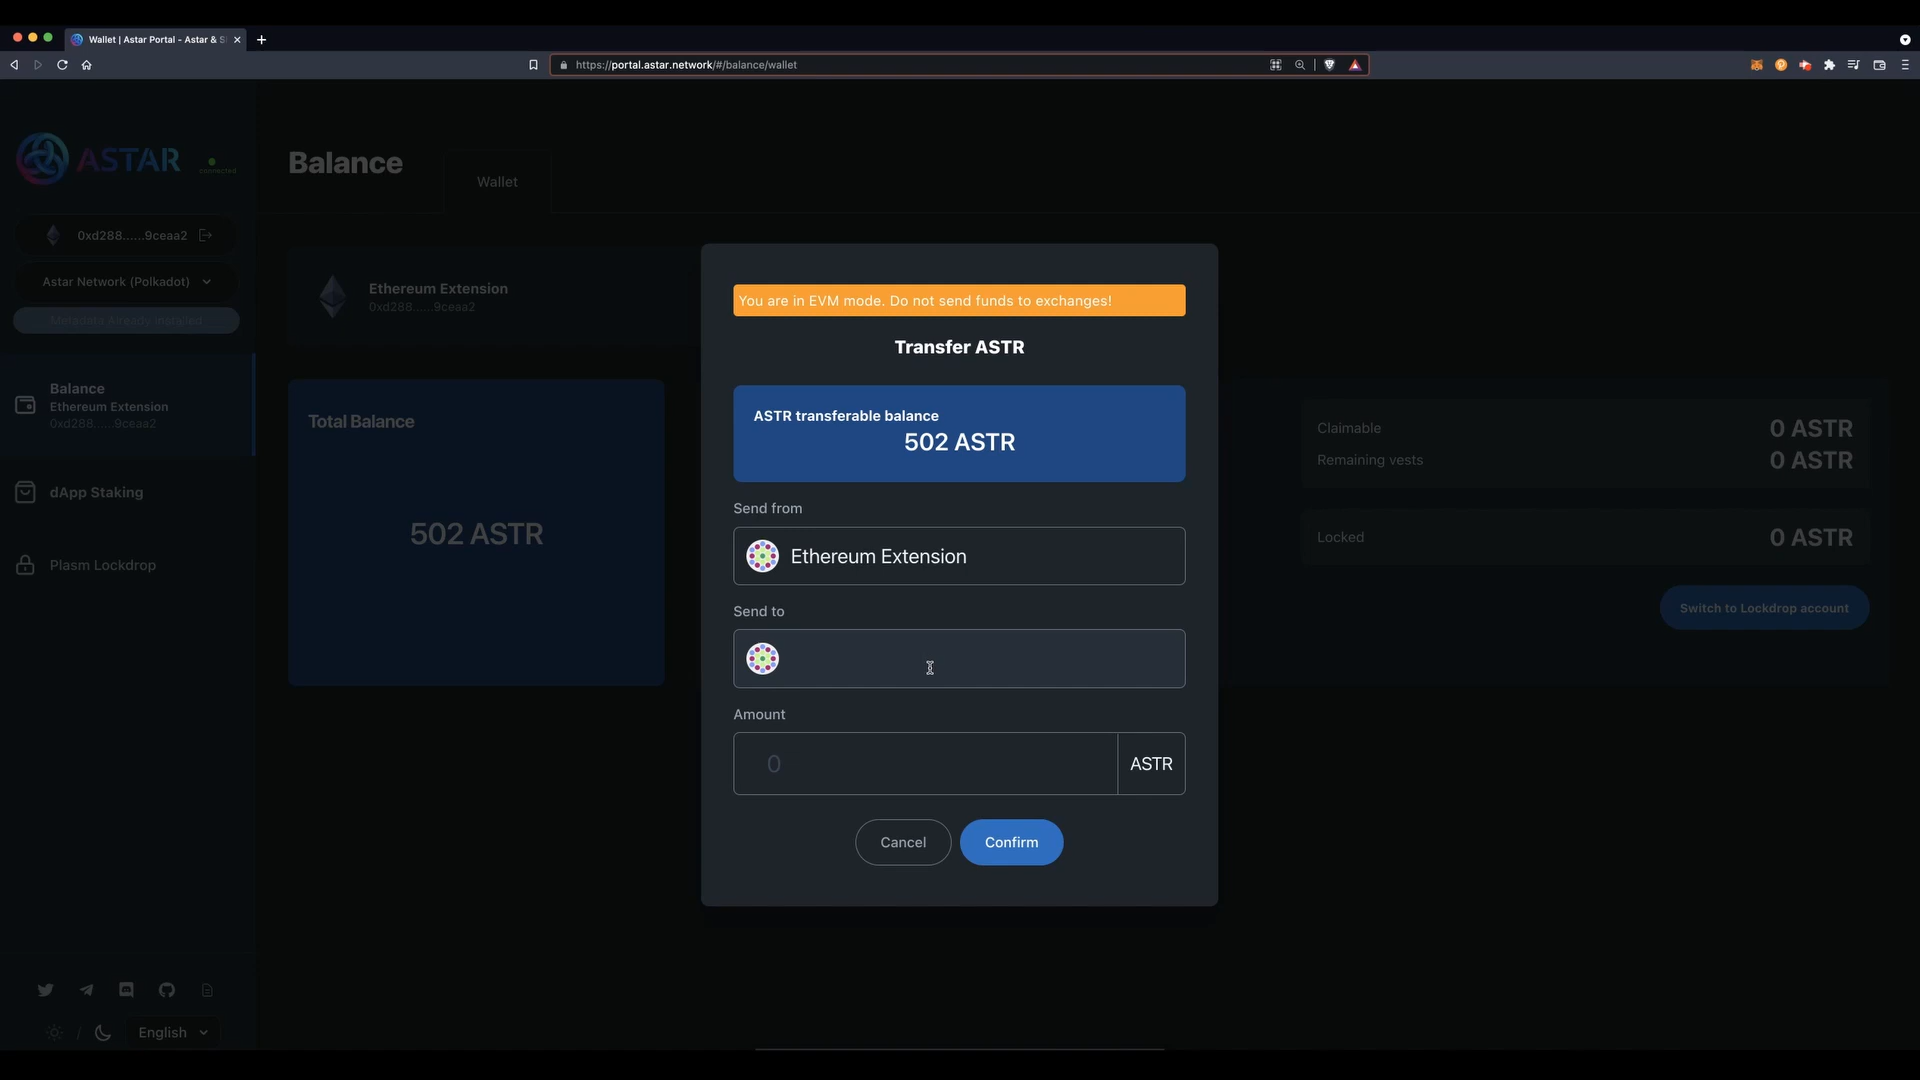 Wallet | Astar Portal - Astar & S
https://portal.astar.network/#/balance/wallet
ASTAR
connected
Balance
Wallet
0xd288......9ceaa2
Astar Network (Polkadot)
Metadata Already Installed
Balance
Ethereum Extension
0xd288......9ceaa2
dApp Staking
Plasm Lockdrop
English
Ethereum Extension
0xd288......9ceaa2
Total Balance
502 ASTR
You are in EVM mode. Do not send funds to exchanges!
Transfer ASTR
ASTR transferable balance
502 ASTR
Send from
Ethereum Extension
Send to
Amount
0
ASTR
Cancel
Confirm
Claimable
0 ASTR
Remaining vests
0 ASTR
Locked
0 ASTR
Switch to Lockdrop account